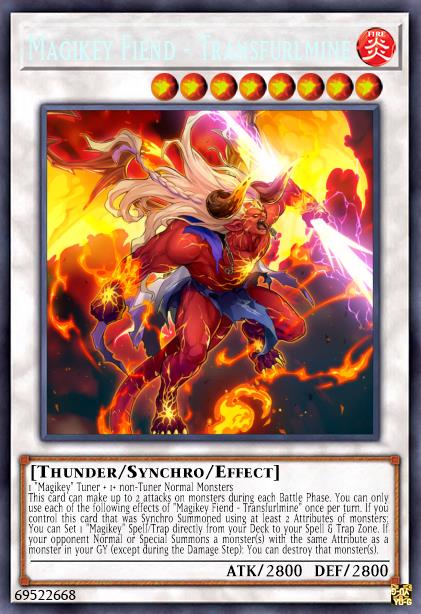 MAGIKEY FIEND - TRANSFURLMINE
FIRE
炎
[THUNDER/SYNCHRO/EFFECT]
1 "Magikey" Tuner + 1+ non-Tuner Normal Monsters
This card can make up to 2 attacks on monsters during each Battle Phase. You can only
use each of the following effects of "Magikey Fiend - Transfurlmine" once per turn. If you
control this card that was Synchro Summoned using at least 2 Attributes of monsters:
You can Set 1 "Magikey" Spell/Trap directly from your Deck to your Spell & Trap Zone. If
your opponent Normal or Special Summons a monster(s) with the same Attribute as a
monster in your GY (except during the Damage Step): You can destroy that monster(s).
ATK/2800 DEF/2800
69522668